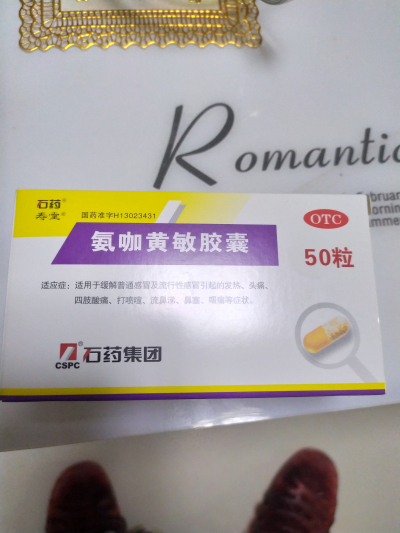 Romantic
februar
ornin
amme
石药®
寿堂®
国药准字H13023431
OTC
氨咖黄敏胶囊
50粒
适应症：适用于缓解普通感冒及流行性感冒引起的发热、头痛、
四肢酸痛、打喷嚏、流鼻涕、鼻塞、咽痛等症状。
CSPC®
石药集团